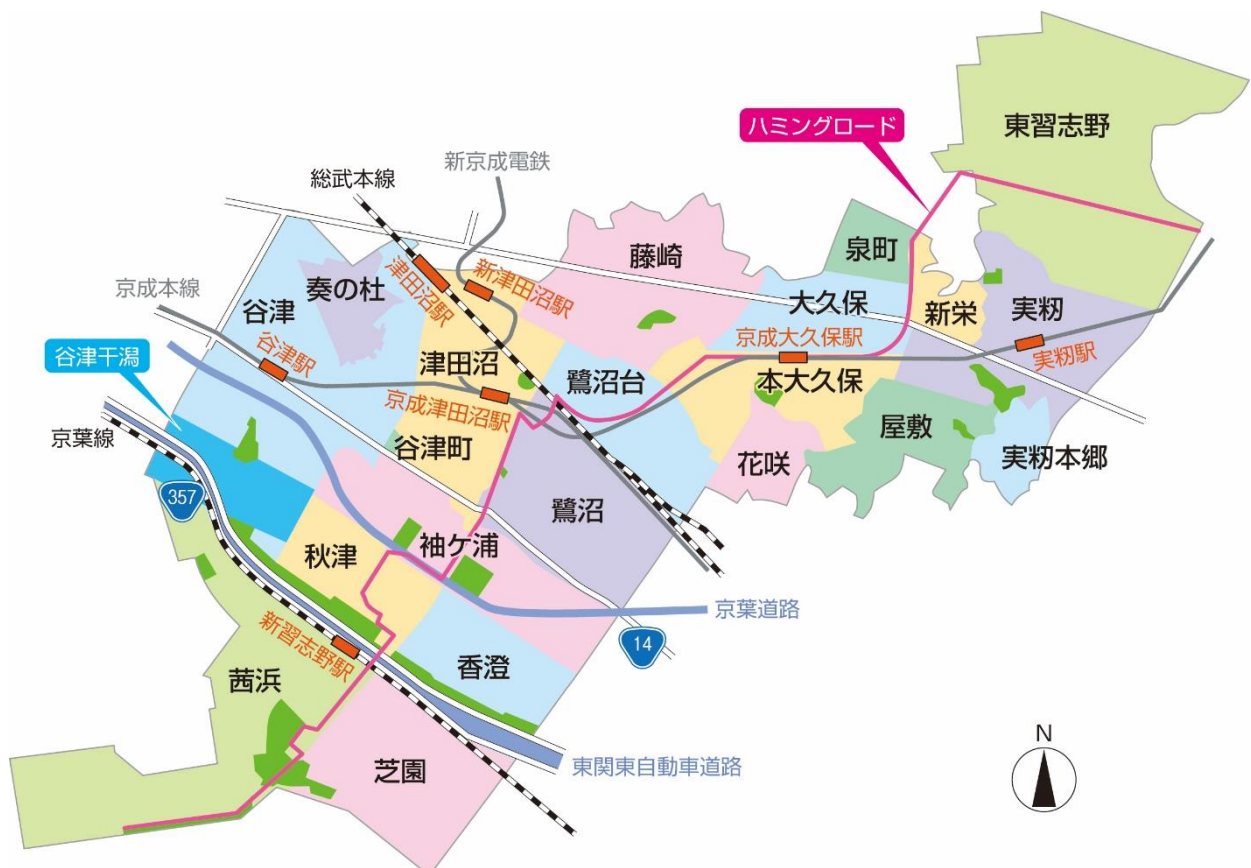 東習志野
ハミングロード
新京成電鉄
総武本線
藤崎
泉町
京成本線
奏の杜
津田沼駅
新津田沼駅
大久保
新栄
実籾
谷津
谷津駅
京成大久保駅
実籾駅
谷津干潟
津田沼
鷺沼台
本大久保
京成津田沼駅
京葉線
谷津町
屋敷
花咲
実籾本郷
357
鷺沼
秋津
袖ケ浦
京葉道路
14
新習志野駅
香澄
茜浜
N
芝園
東関東自動車道路